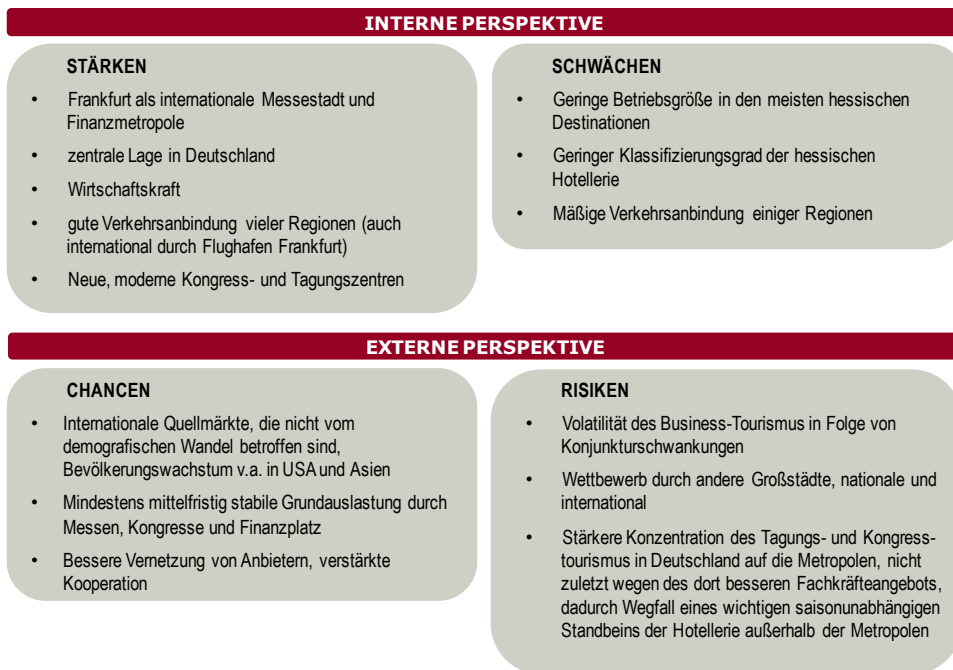 INTERNE PERSPEKTIVE
STÄRKEN
• Frankfurt als internationale Messestadt und
Finanzmetropole
• zentrale Lage in Deutschland
• Wirtschaftskraft
• gute Verkehrsanbindung vieler Regionen (auch
international durch Flughafen Frankfurt)
• Neue, moderne Kongress- und Tagungszentren
SCHWÄCHEN
• Geringe Betriebsgröße in den meisten hessischen
Destinationen
• Geringer Klassifizierungsgrad der hessischen
Hotellerie
• Mäßige Verkehrsanbindung einiger Regionen
EXTERNE PERSPEKTIVE
CHANCEN
• Internationale Quellmärkte, die nicht vom
demografischen Wandel betroffen sind,
Bevölkerungswachstum v.a. in USA und Asien
• Mindestens mittelfristig stabile Grundauslastung durch
Messen, Kongresse und Finanzplatz
• Bessere Vernetzung von Anbietern, verstärkte
Kooperation
RISIKEN
• Volatilität des Business-Tourismus in Folge von
Konjunkturschwankungen
• Wettbewerb durch andere Großstädte, nationale und
international
• Stärkere Konzentration des Tagungs- und Kongress-
tourismus in Deutschland auf die Metropolen, nicht
zuletzt wegen des dort besseren Fachkräfteangebots,
dadurch Wegfall eines wichtigen saisonunabhängigen
Standbeins der Hotellerie außerhalb der Metropolen